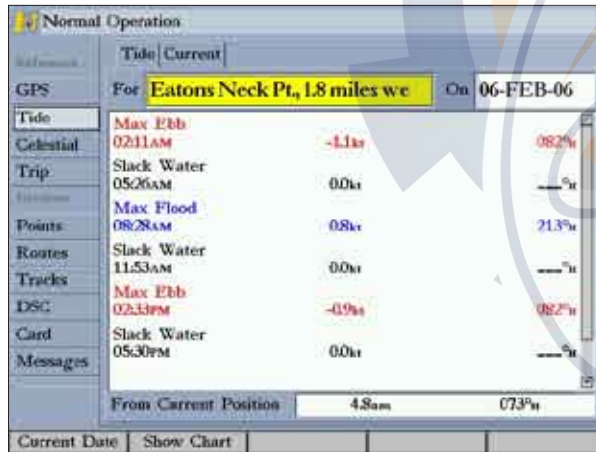 Normal Operation
Tide Current
For Eatons Neck Pt., 1.8 miles we On 06-FEB-06
GPS
Tide
Celestial
Trip
Points
Routes
Tracks
DSC
Card
Messages
Max Ebb
02:11AM -1.1kt 082°M
Slack Water
05:26AM 0.0kt ___°M
Max Flood
08:28AM 0.8kt 213°M
Slack Water
11:53AM 0.0kt ___°M
Max Ebb
02:33PM -0.9kt 082°M
Slack Water
05:30PM 0.0kt ___°M
From Current Position 4.8nm 073°M
Current Date Show Chart